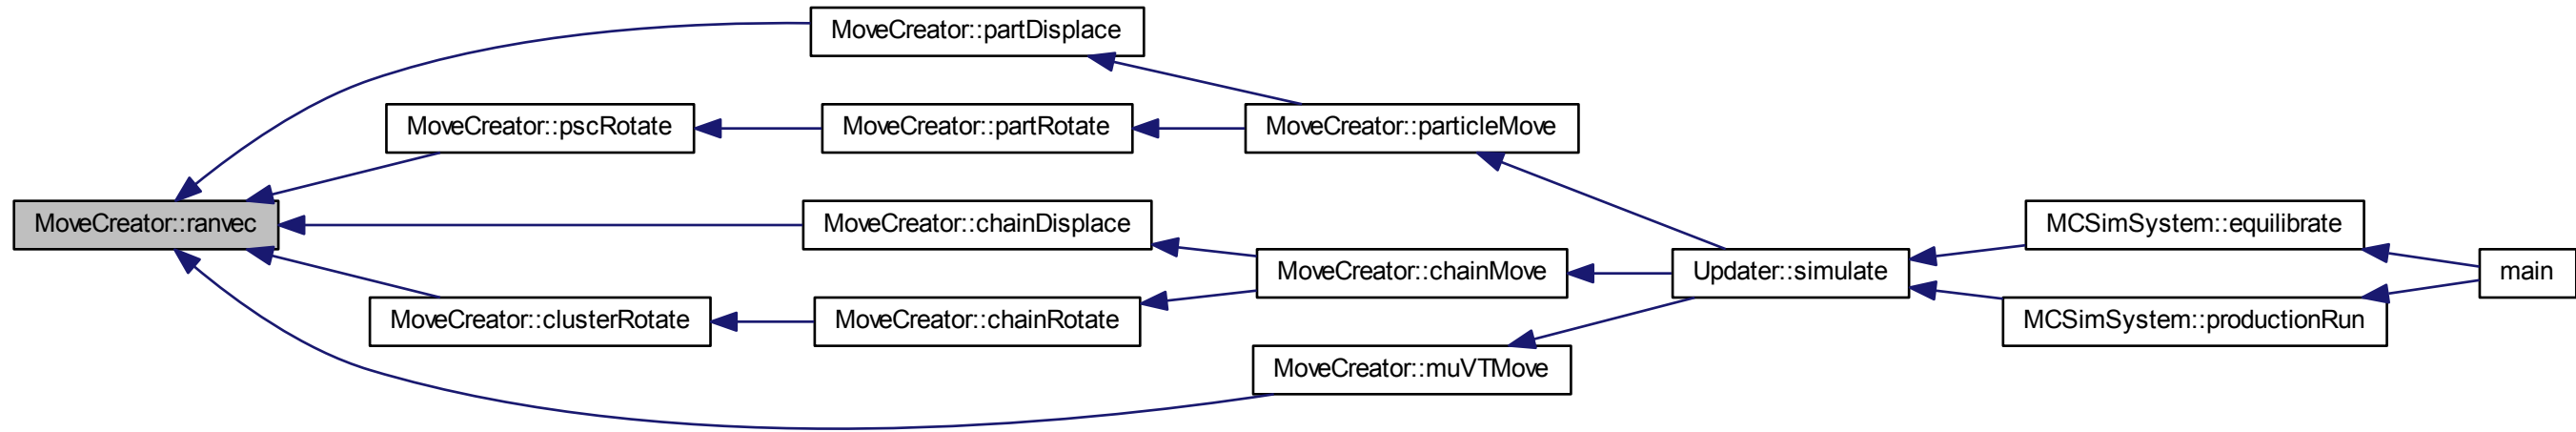 MoveCreator::partDisplace
MoveCreator::pscRotate
MoveCreator::partRotate
MoveCreator::particleMove
MoveCreator::ranvec
MoveCreator::chainDisplace
MCSimSystem::equilibrate
MoveCreator::chainMove
Updater::simulate
main
MoveCreator::clusterRotate
MoveCreator::chainRotate
MCSimSystem::productionRun
MoveCreator::muVTMove